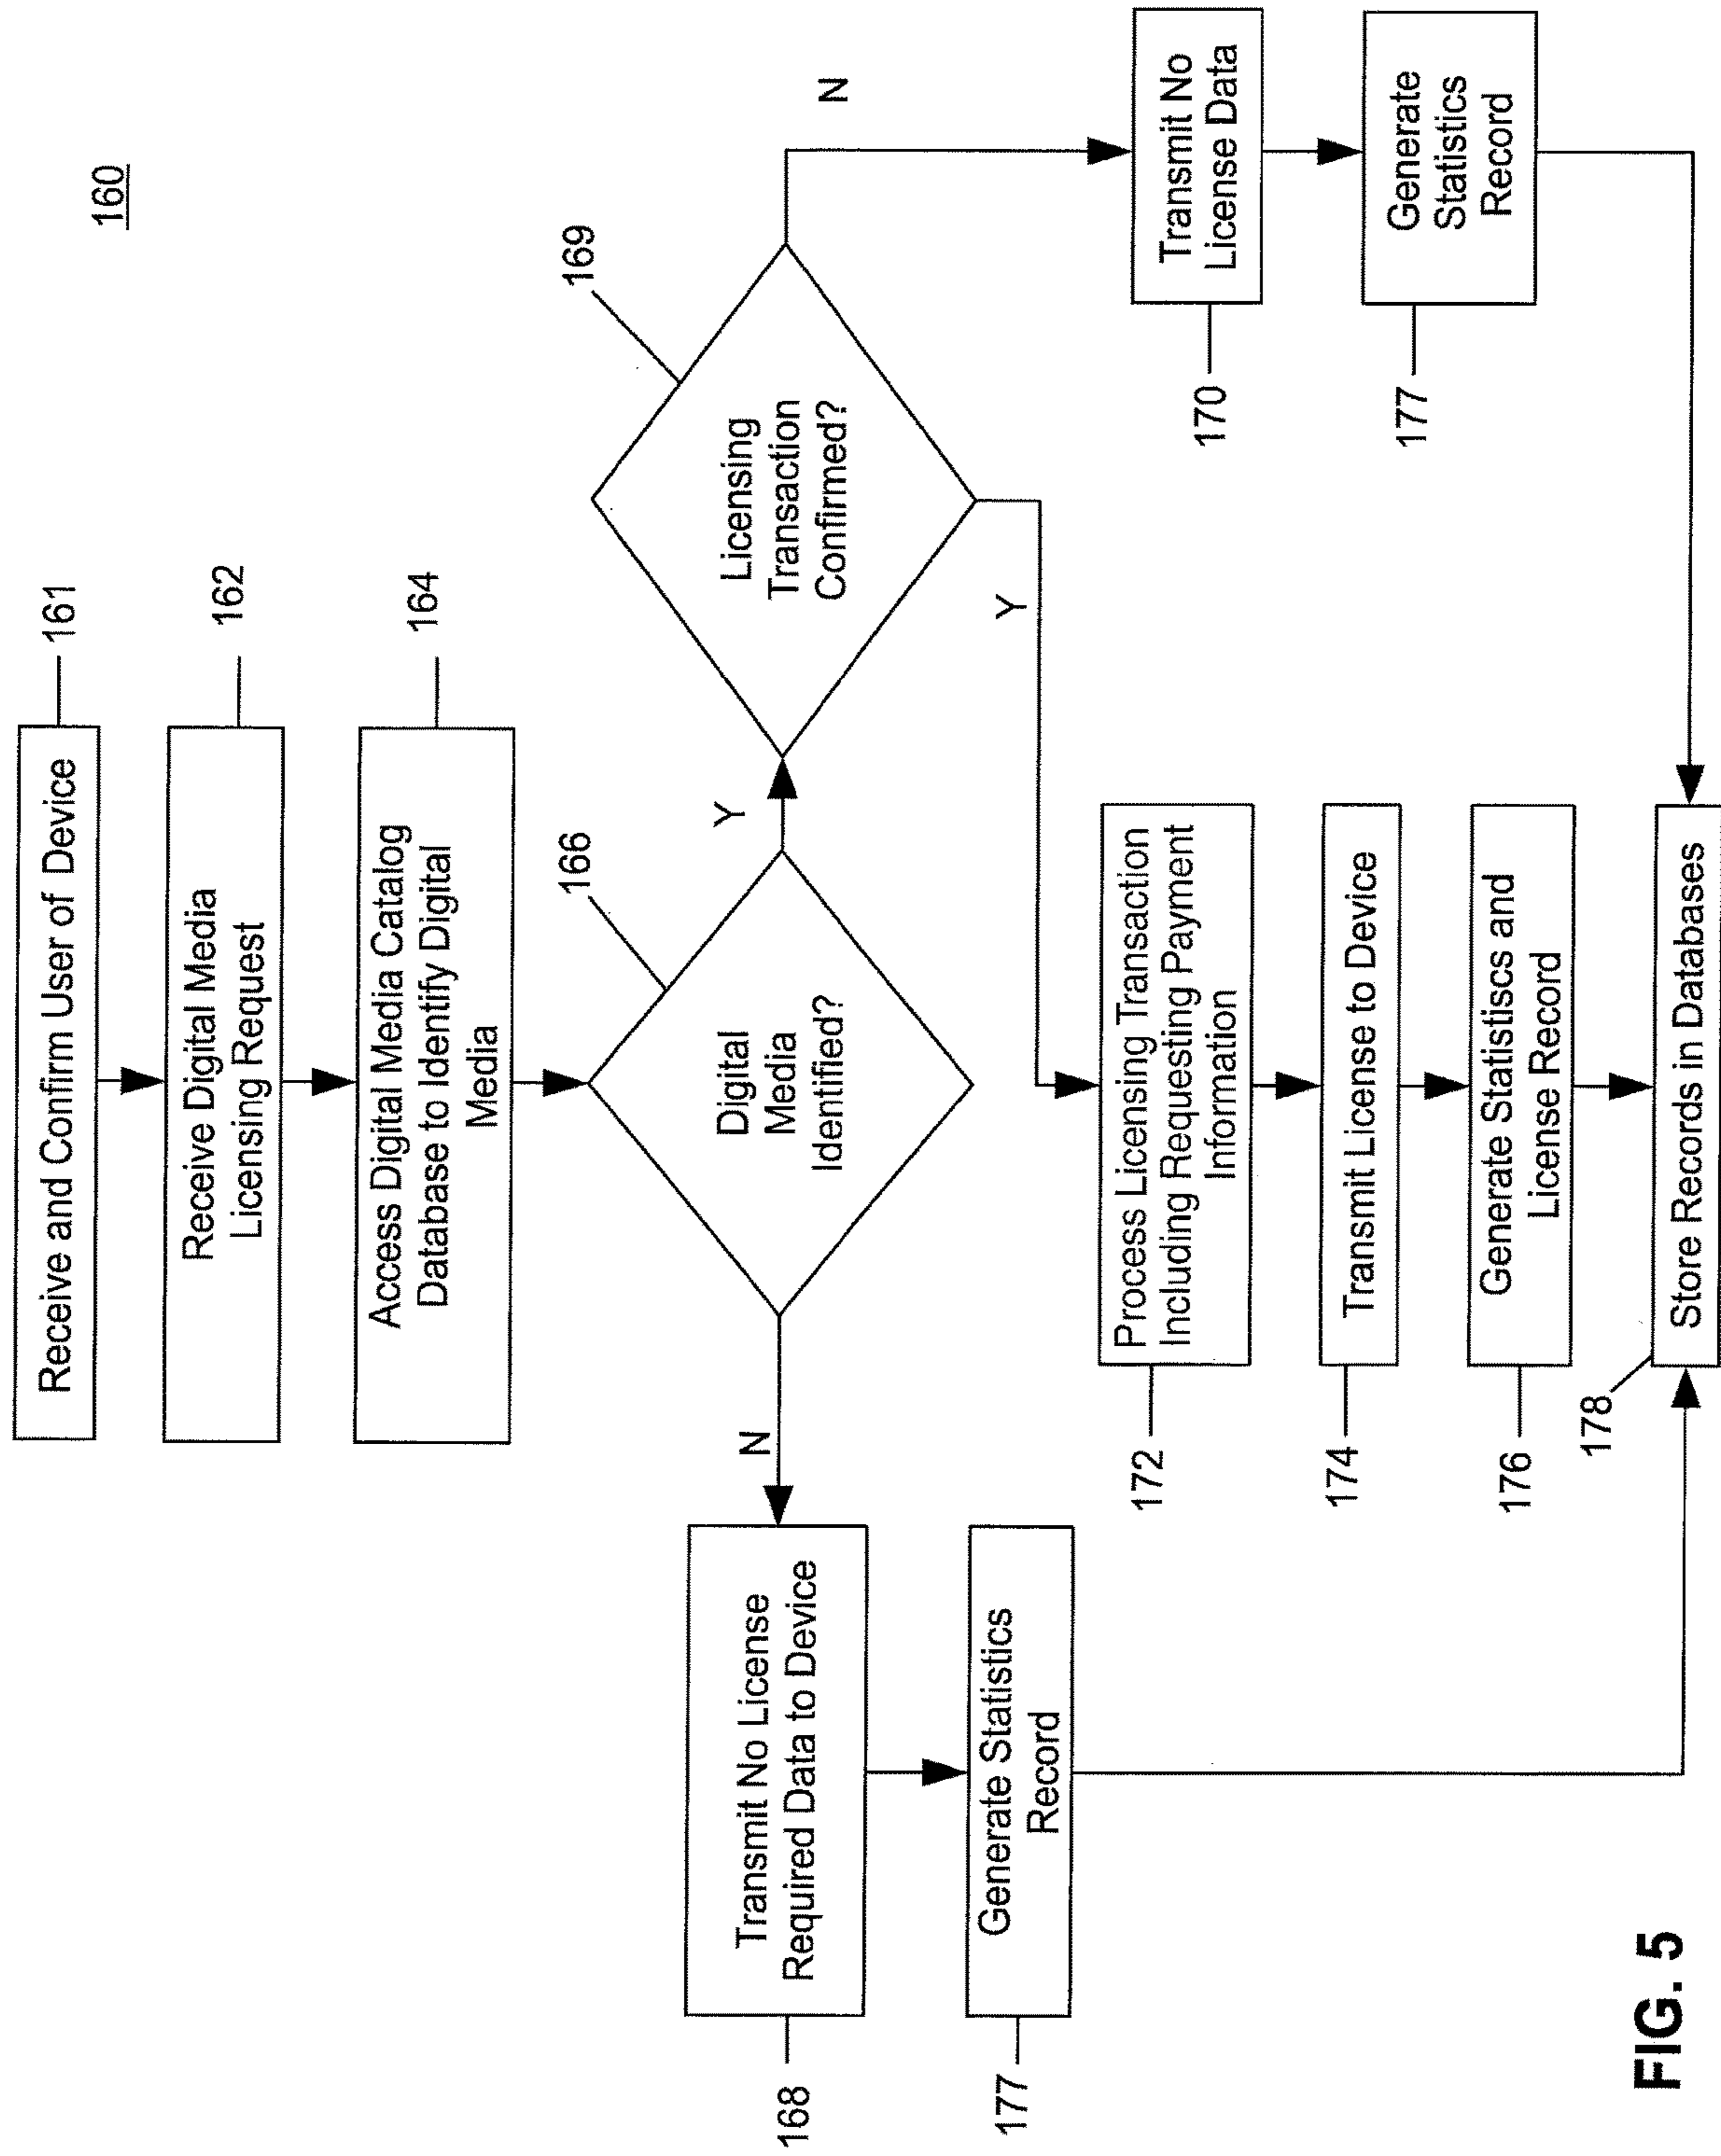 160
Receive and Confirm User of Device
161
Receive Digital Media
Licensing Request
162
Access Digital Media Catalog
Database to Identify Digital
Media
164
166
Digital
Media
Identified?
Y
N
169
Licensing
Transaction
Confirmed?
Y
N
Transmit No License
Required Data to Device
168
Generate Statistics
Record
177
Process Licensing Transaction
Including Requesting Payment
Information
172
Transmit License to Device
174
Generate Statistiscs and
License Record
176
Transmit No
License Data
170
Generate
Statistics
Record
177
178
Store Records in Databases
FIG. 5